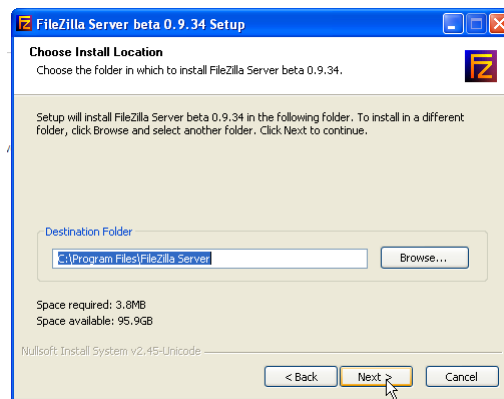 FileZilla Server beta 0.9.34 Setup
Choose Install Location
Choose the folder in which to install FileZilla Server beta 0.9.34.
FZ
Setup will install FileZilla Server beta 0.9.34 in the following folder. To install in a different
folder, click Browse and select another folder. Click Next to continue.
Destination Folder
C:\Program Files\FileZilla Server
Browse...
Space required: 3.8MB
Space available: 95.9GB
Nullsoft Install System v2.45-Unicode
< Back
Next >
Cancel